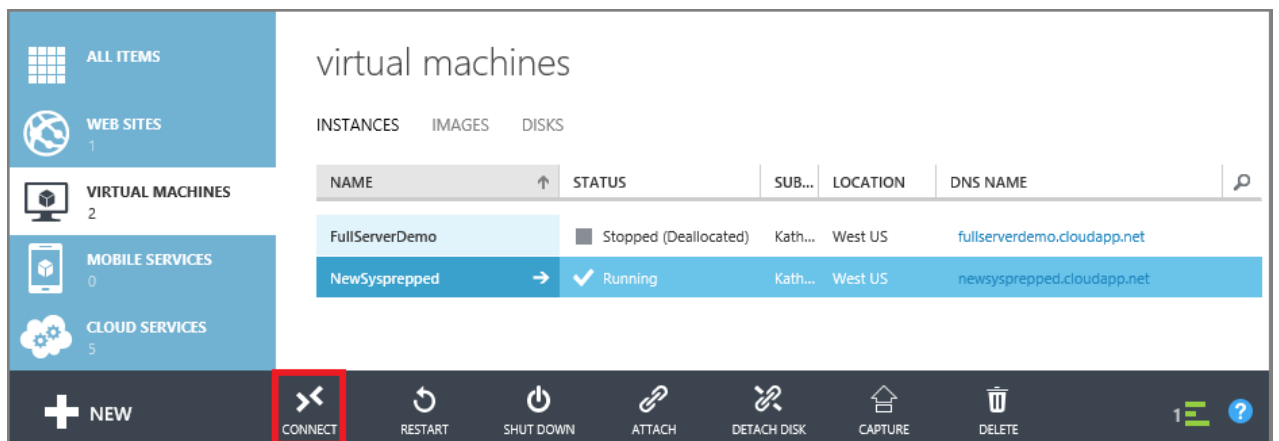 ALL ITEMS
WEB SITES
1
VIRTUAL MACHINES
2
MOBILE SERVICES
0
CLOUD SERVICES
5
virtual machines
INSTANCES IMAGES DISKS
NAME STATUS SUB... LOCATION DNS NAME
FullServerDemo Stopped (Deallocated) Kath... West US fullserverdemo.cloudapp.net
NewSysprepped Running Kath... West US newsysprepped.cloudapp.net
NEW CONNECT RESTART SHUT DOWN ATTACH DETACH DISK CAPTURE DELETE 1 ?